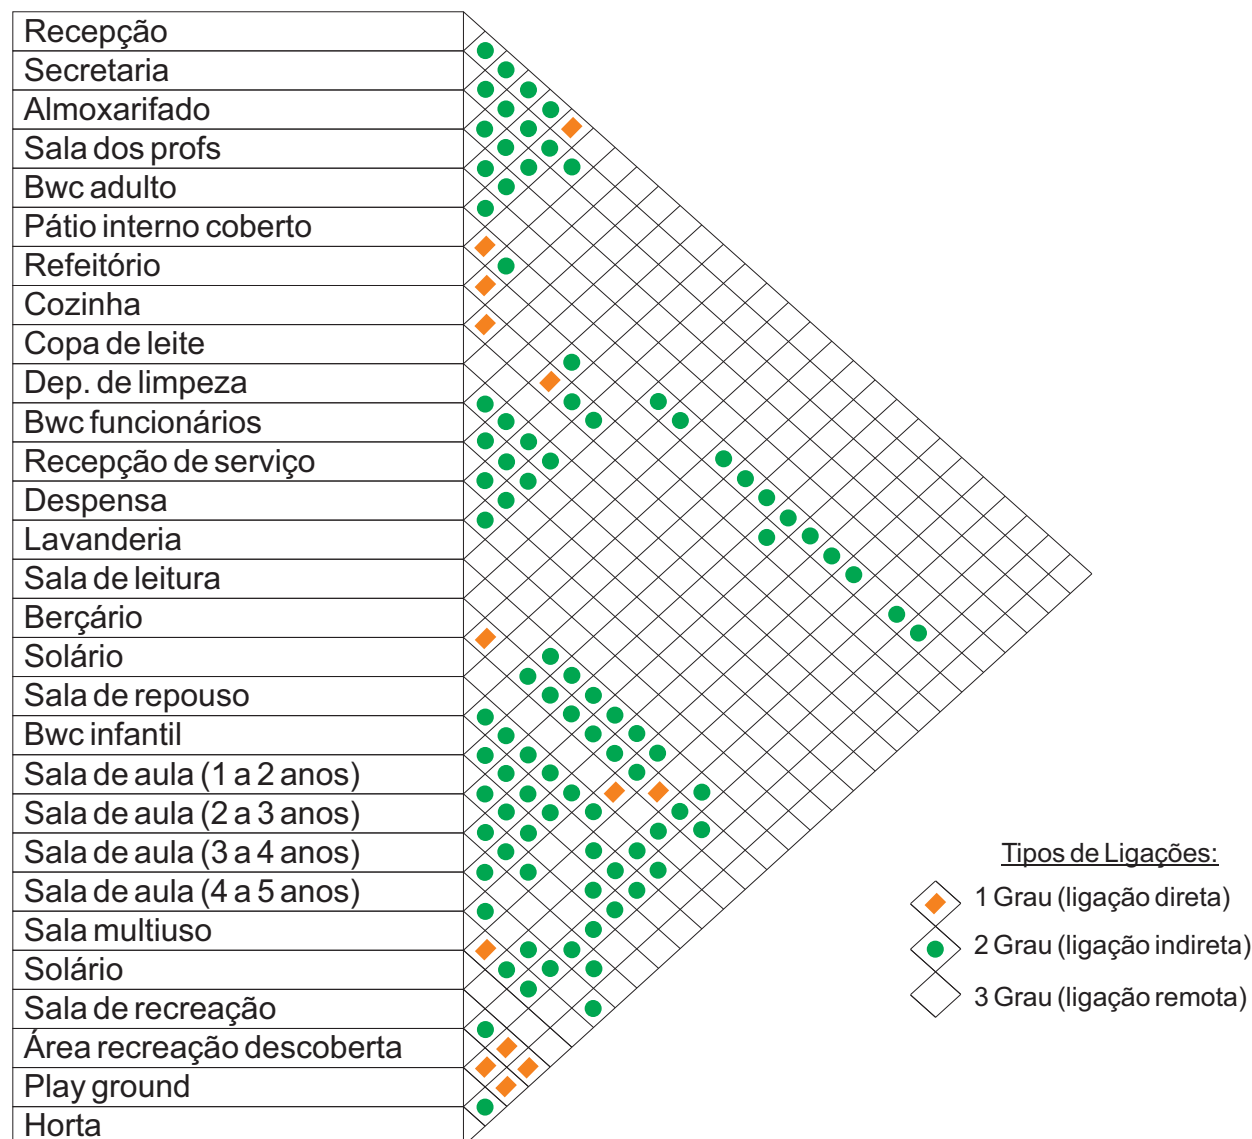 Recepção
Secretaria
Almoxarifado
Sala dos profs
Bwc adulto
Pátio interno coberto
Refeitório
Cozinha
Copa de leite
Dep. de limpeza
Bwc funcionários
Recepção de serviço
Despensa
Lavanderia
Sala de leitura
Berçário
Solário
Sala de repouso
Bwc infantil
Sala de aula (1 a 2 anos)
Sala de aula (2 a 3 anos)
Sala de aula (3 a 4 anos)
Sala de aula (4 a 5 anos)
Sala multiuso
Solário
Sala de recreação
Área recreação descoberta
Play ground
Horta
Tipos de Ligações:
1 Grau (ligação direta)
2 Grau (ligação indireta)
3 Grau (ligação remota)